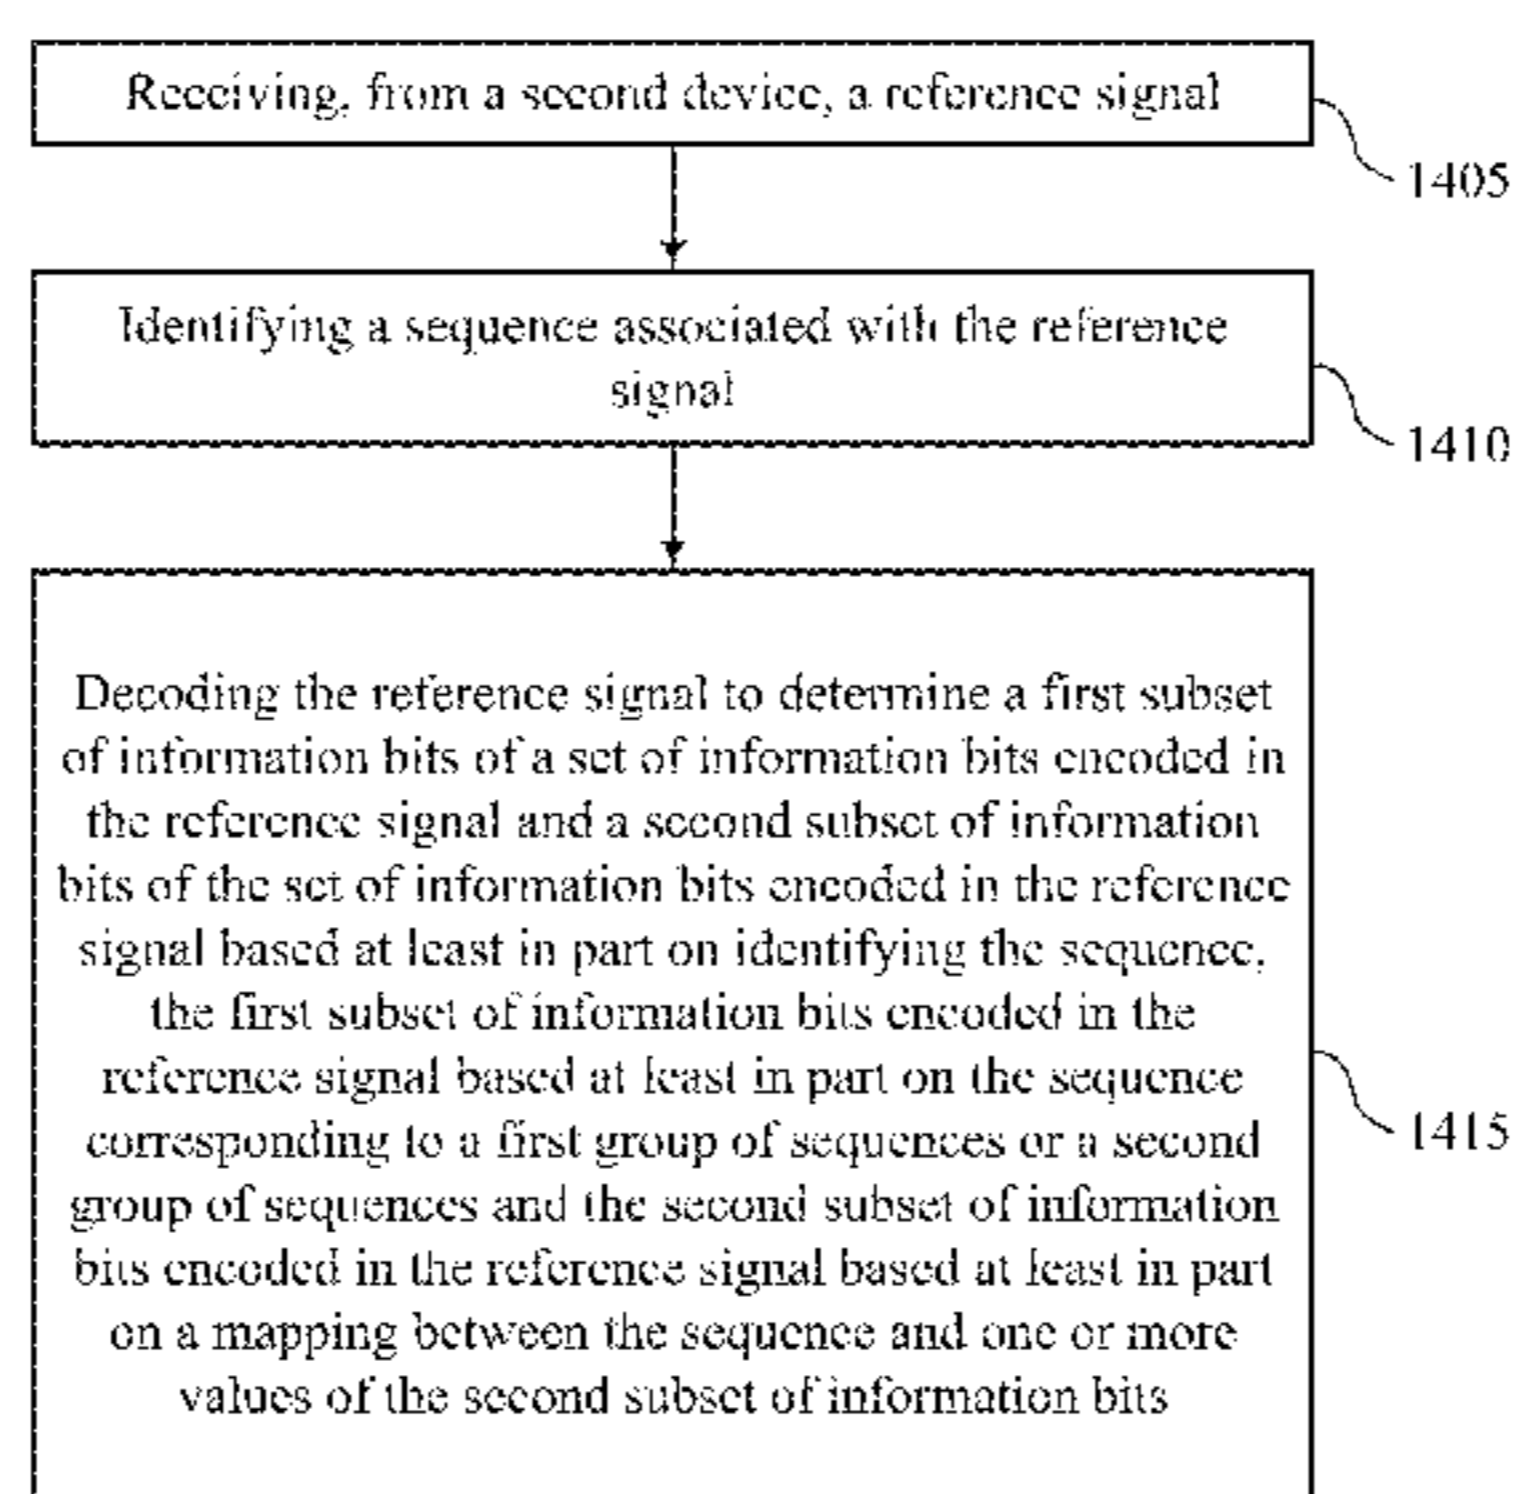 Receiving, from a second device, a reference signal
1405
Identifying a sequence associated with the reference
signal
1410
Decoding the reference signal to determine a first subset
of information bits of a set of information bits encoded in
the reference signal and a second subset of information
bits of the set of information bits encoded in the reference
signal based at least in part on identifying the sequence,
the first subset of information bits encoded in the
reference signal based at least in part on the sequence
corresponding to a first group of sequences or a second
group of sequences and the second subset of information
bits encoded in the reference signal based at least in part
on a mapping between the sequence and one or more
values of the second subset of information bits
1415